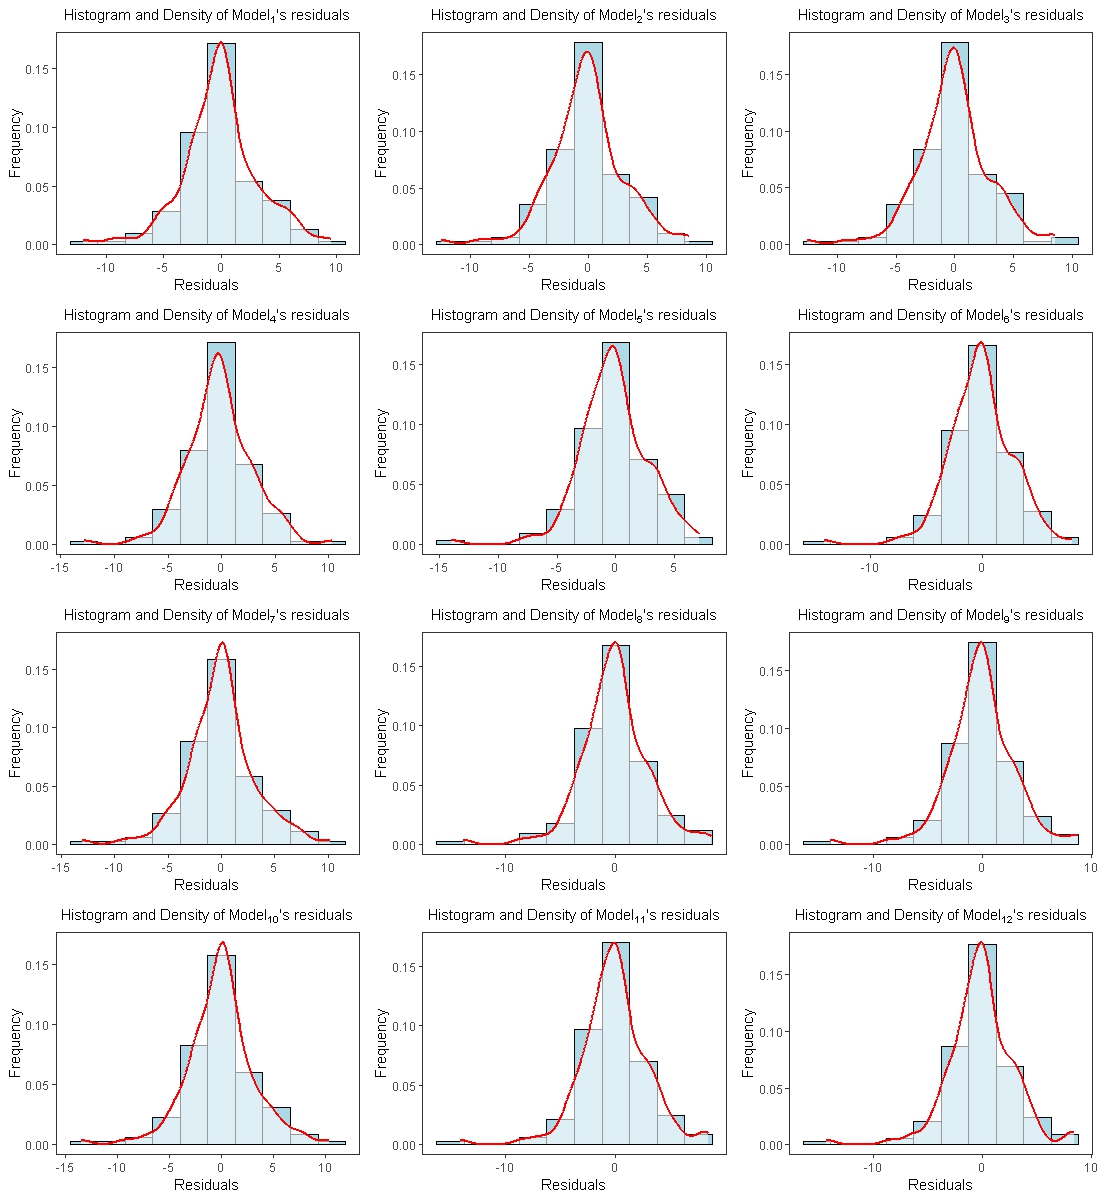 Histogram and Density of Model₁'s residuals
Frequency
0.15
0.10
0.05
0.00
-10 -5 0 5 10
Residuals
Histogram and Density of Model₂'s residuals
Frequency
0.15
0.10
0.05
0.00
-10 -5 0 5 10
Residuals
Histogram and Density of Model₃'s residuals
Frequency
0.15
0.10
0.05
0.00
-10 -5 0 5 10
Residuals
Histogram and Density of Model₄'s residuals
Frequency
0.15
0.10
0.05
0.00
-15 -10 -5 0 5 10
Residuals
Histogram and Density of Model₅'s residuals
Frequency
0.15
0.10
0.05
0.00
-15 -10 -5 0 5
Residuals
Histogram and Density of Model₆'s residuals
Frequency
0.15
0.10
0.05
0.00
-10 0
Residuals
Histogram and Density of Model₇'s residuals
Frequency
0.15
0.10
0.05
0.00
-15 -10 -5 0 5 10
Residuals
Histogram and Density of Model₈'s residuals
Frequency
0.15
0.10
0.05
0.00
-10 0
Residuals
Histogram and Density of Model₉'s residuals
Frequency
0.15
0.10
0.05
0.00
-10 0 10
Residuals
Histogram and Density of Model₁₀'s residuals
Frequency
0.15
0.10
0.05
0.00
-15 -10 -5 0 5 10
Residuals
Histogram and Density of Model₁₁'s residuals
Frequency
0.15
0.10
0.05
0.00
-10 0
Residuals
Histogram and Density of Model₁₂'s residuals
Frequency
0.15
0.10
0.05
0.00
-10 0 10
Residuals